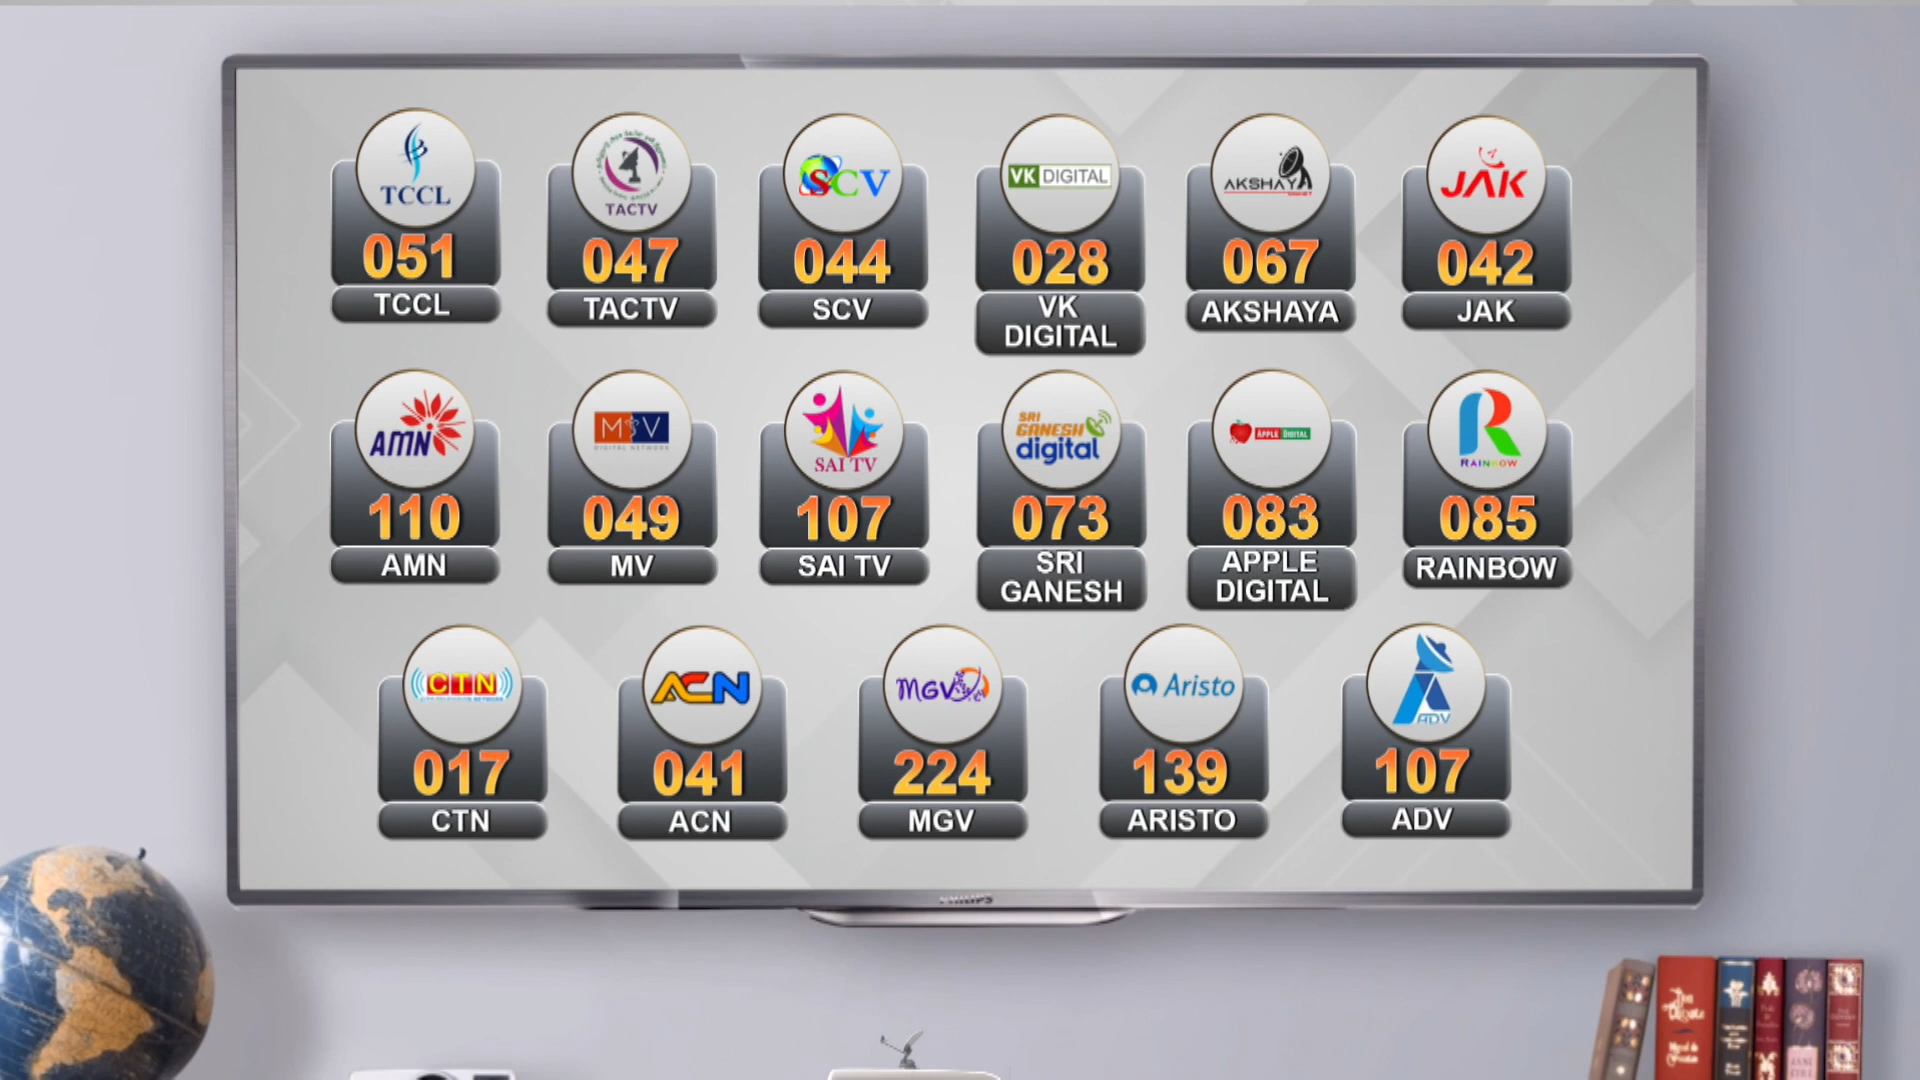 TCCL
TACTV
SCV
VK DIGITAL
AKSHAYA
JAK
051
047
044
028
067
042
TCCL
TACTV
SCV
VK
DIGITAL
AKSHAYA
JAK
AMN
MV
DIGITAL NETWORK
SAI TV
SRI
GANESH
digital
APPLE DIGITAL
RAINBOW
110
049
107
073
083
085
AMN
MV
SAI TV
SRI
GANESH
APPLE
DIGITAL
RAINBOW
CTN
ACN
MGV
Aristo
ADV
017
041
224
139
107
CTN
ACN
MGV
ARISTO
ADV
PHILIPS